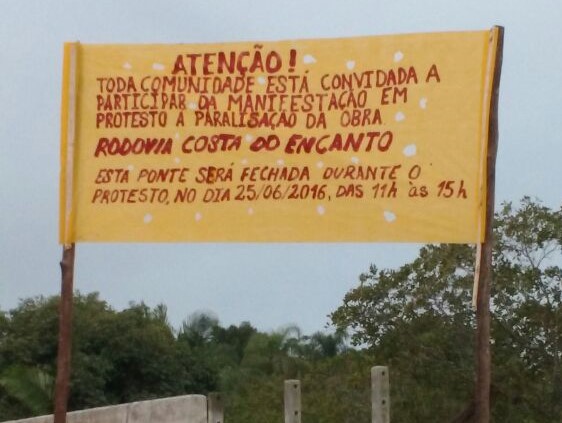 ATENÇÃO!
TODA COMUNIDADE ESTÁ CONVIDADA A
PARTICIPAR DA MANIFESTAÇÃO EM
PROTESTO A PARALISAÇÃO DA OBRA
RODOVIA COSTA DO ENCANTO
ESTA PONTE SERÁ FECHADA DURANTE O
PROTESTO, NO DIA 25/06/2016, DAS 11h às 15h